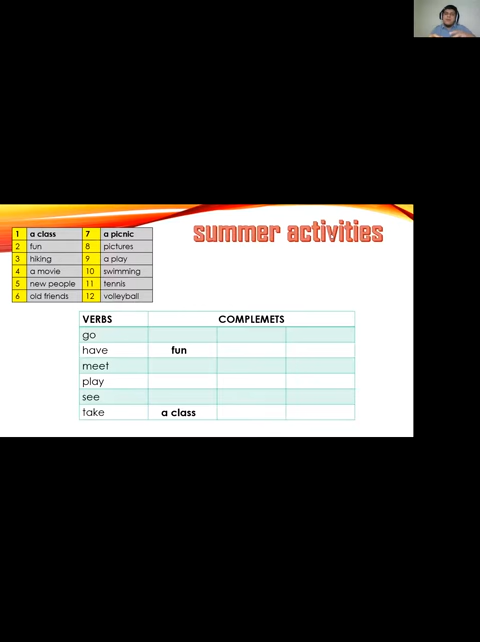 summer activities
1 a class 7 a picnic
2 fun 8 pictures
3 hiking 9 a play
4 a movie 10 swimming
5 new people 11 tennis
6 old friends 12 volleyball
VERBS COMPLEMETS
go
have fun
meet
play
see
take a class